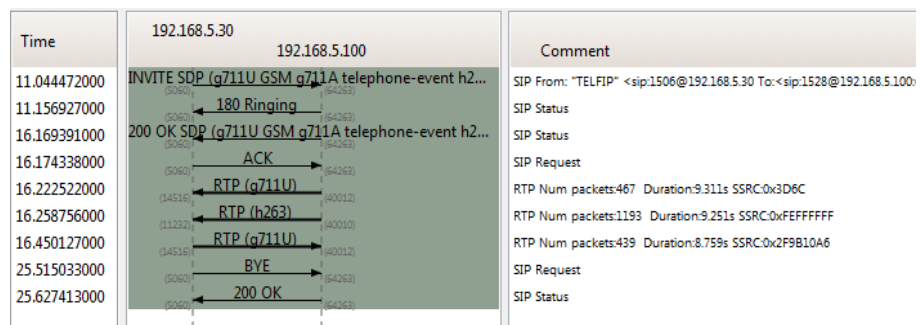 Time 192.168.5.30 192.168.5.100 Comment
11.044472000 INVITE SDP (g711U GSM g711A telephone-event h2... SIP From: "TELFIP" <sip:1506@192.168.5.30 To:<sip:1528@192.168.5.100:
(5060) (64263)
11.156927000 180 Ringing SIP Status
(5060) (64263)
16.169391000 200 OK SDP (g711U GSM g711A telephone-event h2... SIP Status
(5060) (64263)
16.174338000 ACK SIP Request
(5060) (64263)
16.222522000 RTP (g711U) RTP Num packets:467 Duration:9.311s SSRC:0x3D6C
(14516) (40012)
16.258756000 RTP (h263) RTP Num packets:1193 Duration:9.251s SSRC:0xFEFFFFFF
(11232) (40010)
16.450127000 RTP (g711U) RTP Num packets:439 Duration:8.759s SSRC:0x2F9B10A6
(14516) (40012)
25.515033000 BYE SIP Request
(5060) (64263)
25.627413000 200 OK SIP Status
(5060) (64263)